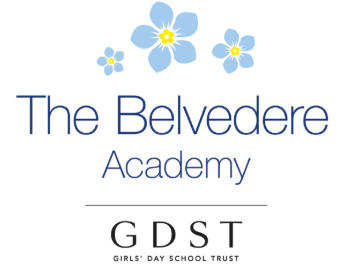 The Belvedere
Academy
GDST
GIRLS' DAY SCHOOL TRUST